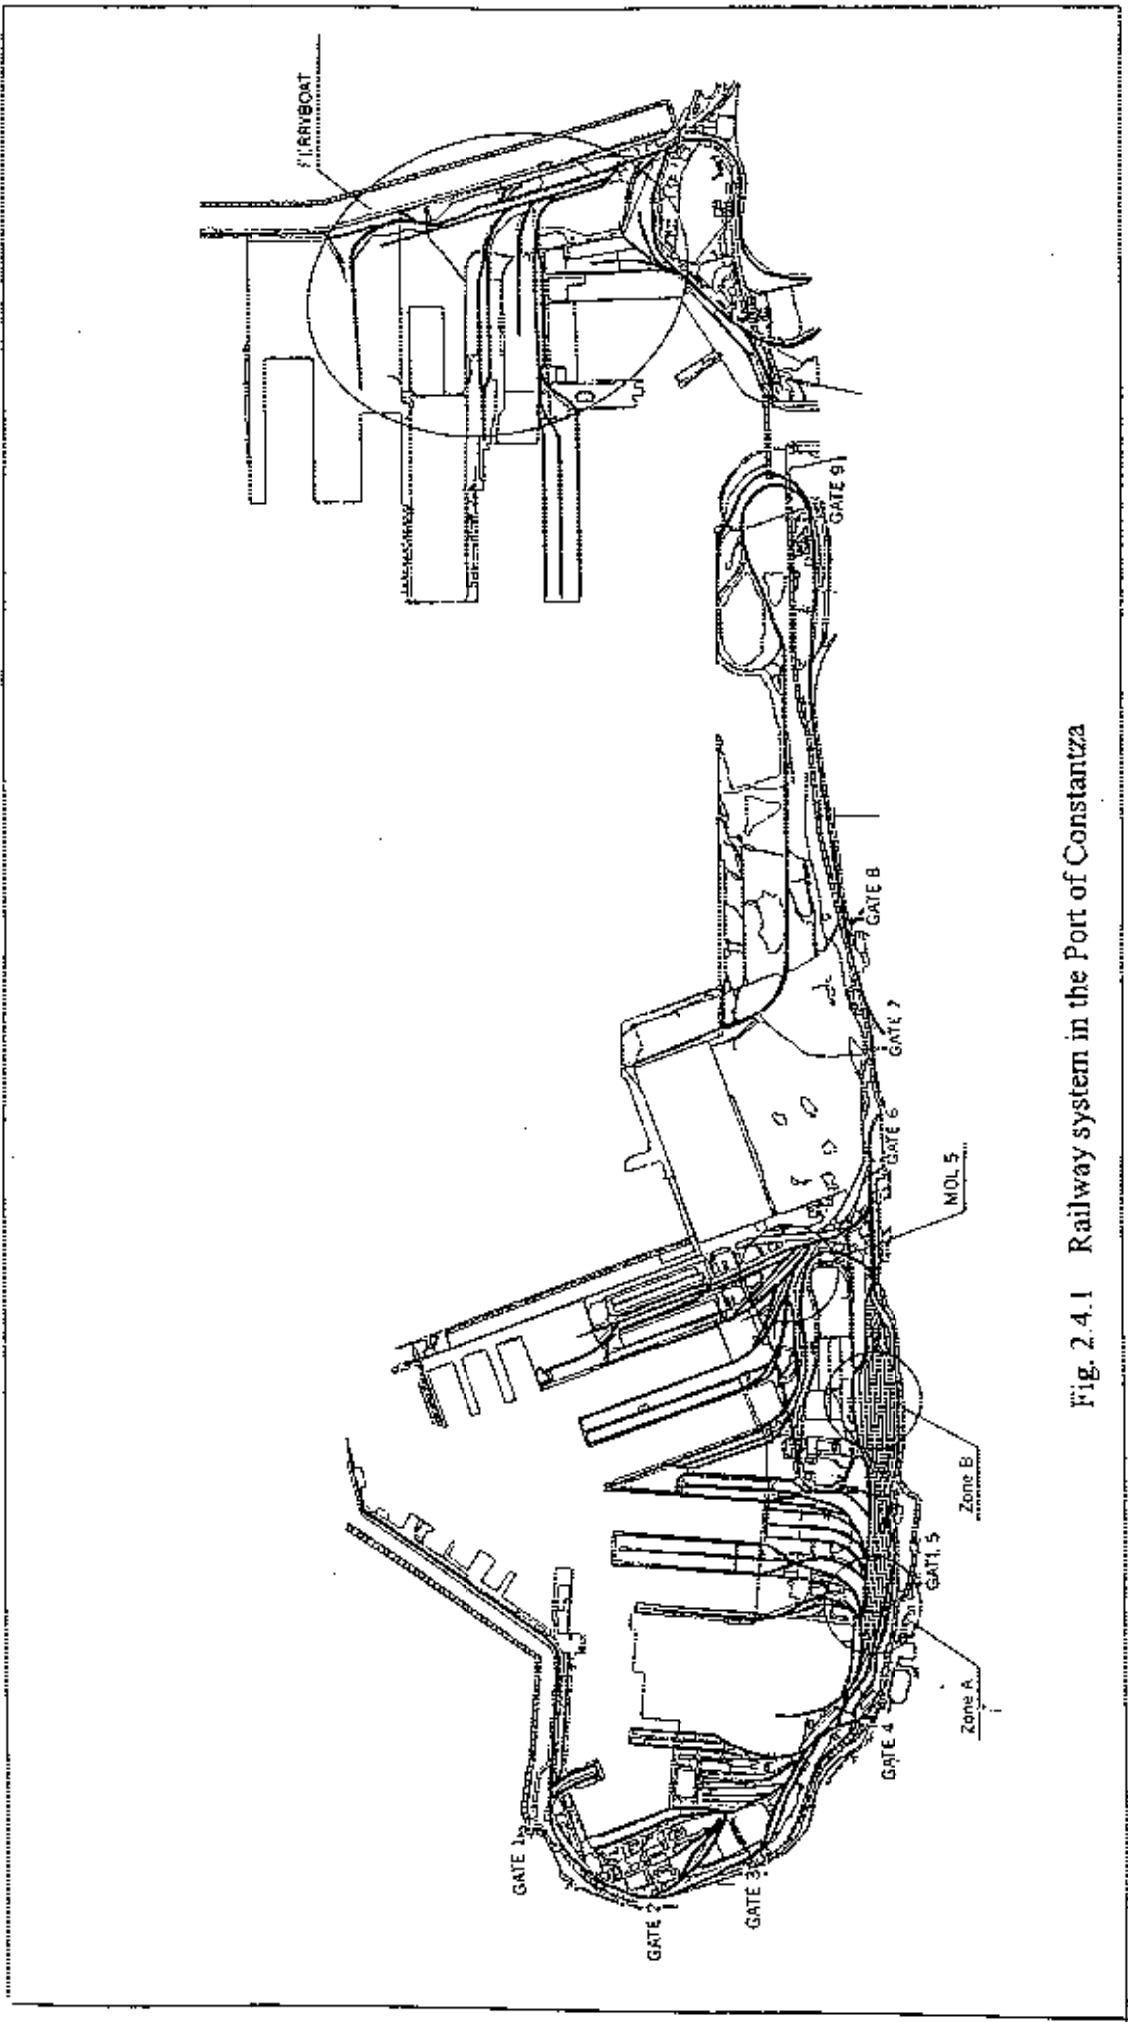 FERRYBOAT
GATE 9
GATE 8
GATE 7
GATE 6
MOL 5
Zone B
GATE 5
Zone A
GATE 4
GATE 3
GATE 2
GATE 1
Fig. 2.4.1 Railway system in the Port of Constantza